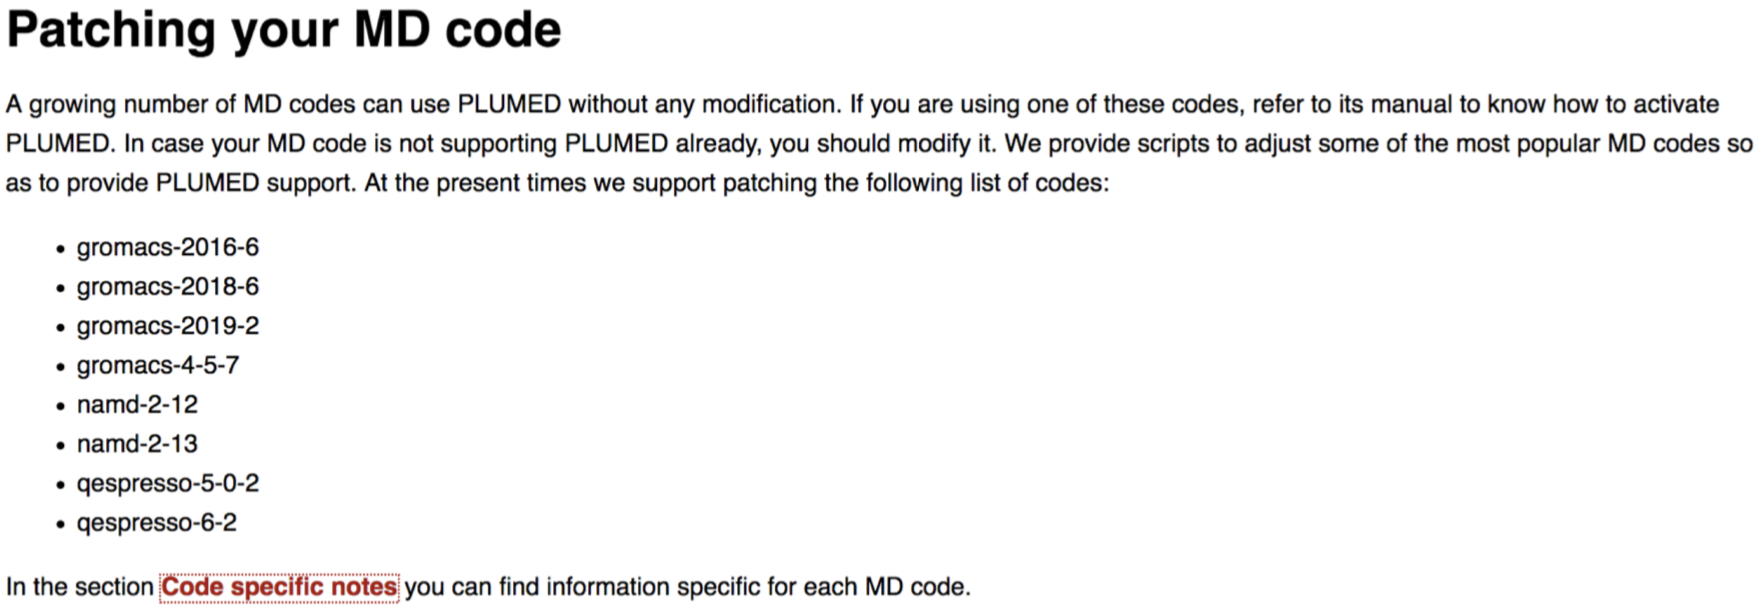 Patching your MD code
A growing number of MD codes can use PLUMED without any modification. If you are using one of these codes, refer to its manual to know how to activate
PLUMED. In case your MD code is not supporting PLUMED already, you should modify it. We provide scripts to adjust some of the most popular MD codes so
as to provide PLUMED support. At the present times we support patching the following list of codes:
• gromacs-2016-6
• gromacs-2018-6
• gromacs-2019-2
• gromacs-4-5-7
• namd-2-12
• namd-2-13
• qespresso-5-0-2
• qespresso-6-2
In the section Code specific notes you can find information specific for each MD code.